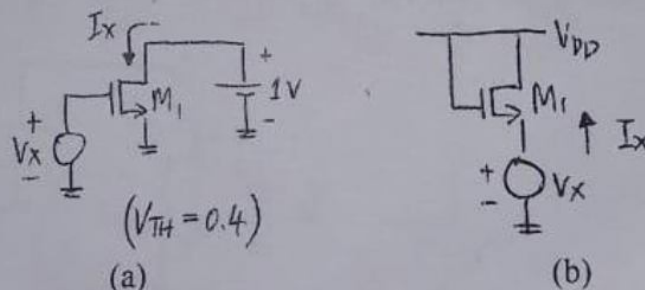 Ix
M1
+
1V
-
+
Vx
-
(VTH = 0.4)
(a)
VDD
M1
Ix
+
-
Vx
(b)